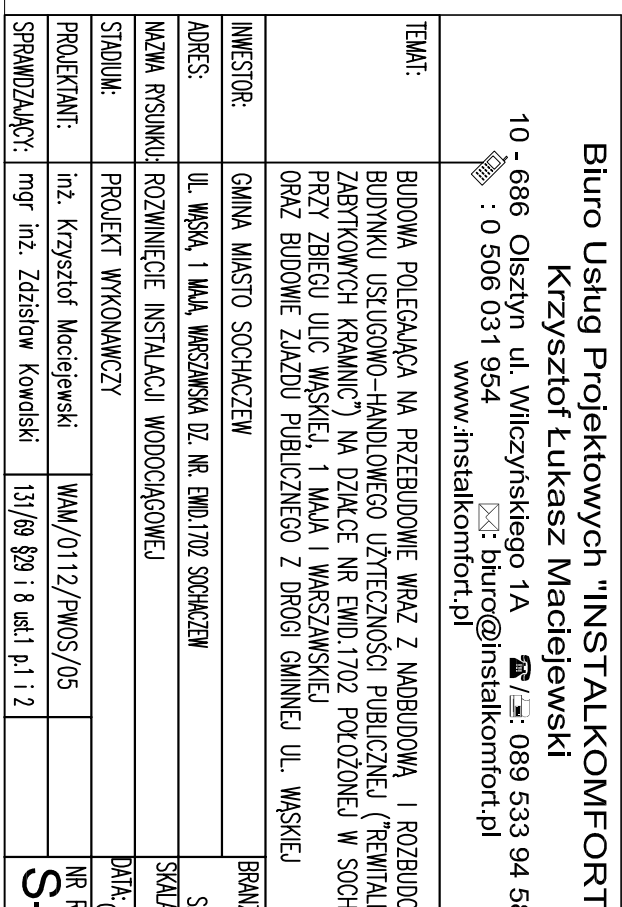 Biuro Usług Projektowych "INSTALKOMFORT
Krzysztof Łukasz Maciejewski
10 - 686 Olsztyn ul. Wilczyńskiego 1A ☎/📠: 089 533 94 58
: 0 506 031 954 ✉: biuro@instalkomfort.pl
www.instalkomfort.pl
TEMAT:
BUDOWA POLEGAJĄCA NA PRZEBUDOWIE WRAZ Z NADBUDOWĄ I ROZBUDO
BUDYNKU USŁUGOWO-HANDLOWEGO UŻYTECZNOŚCI PUBLICZNEJ ("REWITALI
ZABYTKOWYCH KRAMNIC") NA DZIAŁCE NR EWID.1702 POŁOŻONEJ W SOCH
PRZY ZBIEGU ULIC WĄSKIEJ, 1 MAJA I WARSZAWSKIEJ
ORAZ BUDOWIE ZJAZDU PUBLICZNEGO Z DROGI GMINNEJ UL. WĄSKIEJ
INWESTOR: GMINA MIASTO SOCHACZEW BRANŻ
ADRES: UL. WĄSKA, 1 MAJA, WARSZAWSKA DZ. NR. EWID.1702 SOCHACZEW S
NAZWA RYSUNKU: ROZWINIĘCIE INSTALACJI WODOCIĄGOWEJ SKALA
STADIUM: PROJEKT WYKONAWCZY DATA:
PROJEKTANT: inż. Krzysztof Maciejewski WAM/0112/PWOS/05 NR R
SPRAWDZAJĄCY: mgr inż. Zdzisław Kowalski 131/69 §29 i 8 ust.1 p.1 i 2 S-